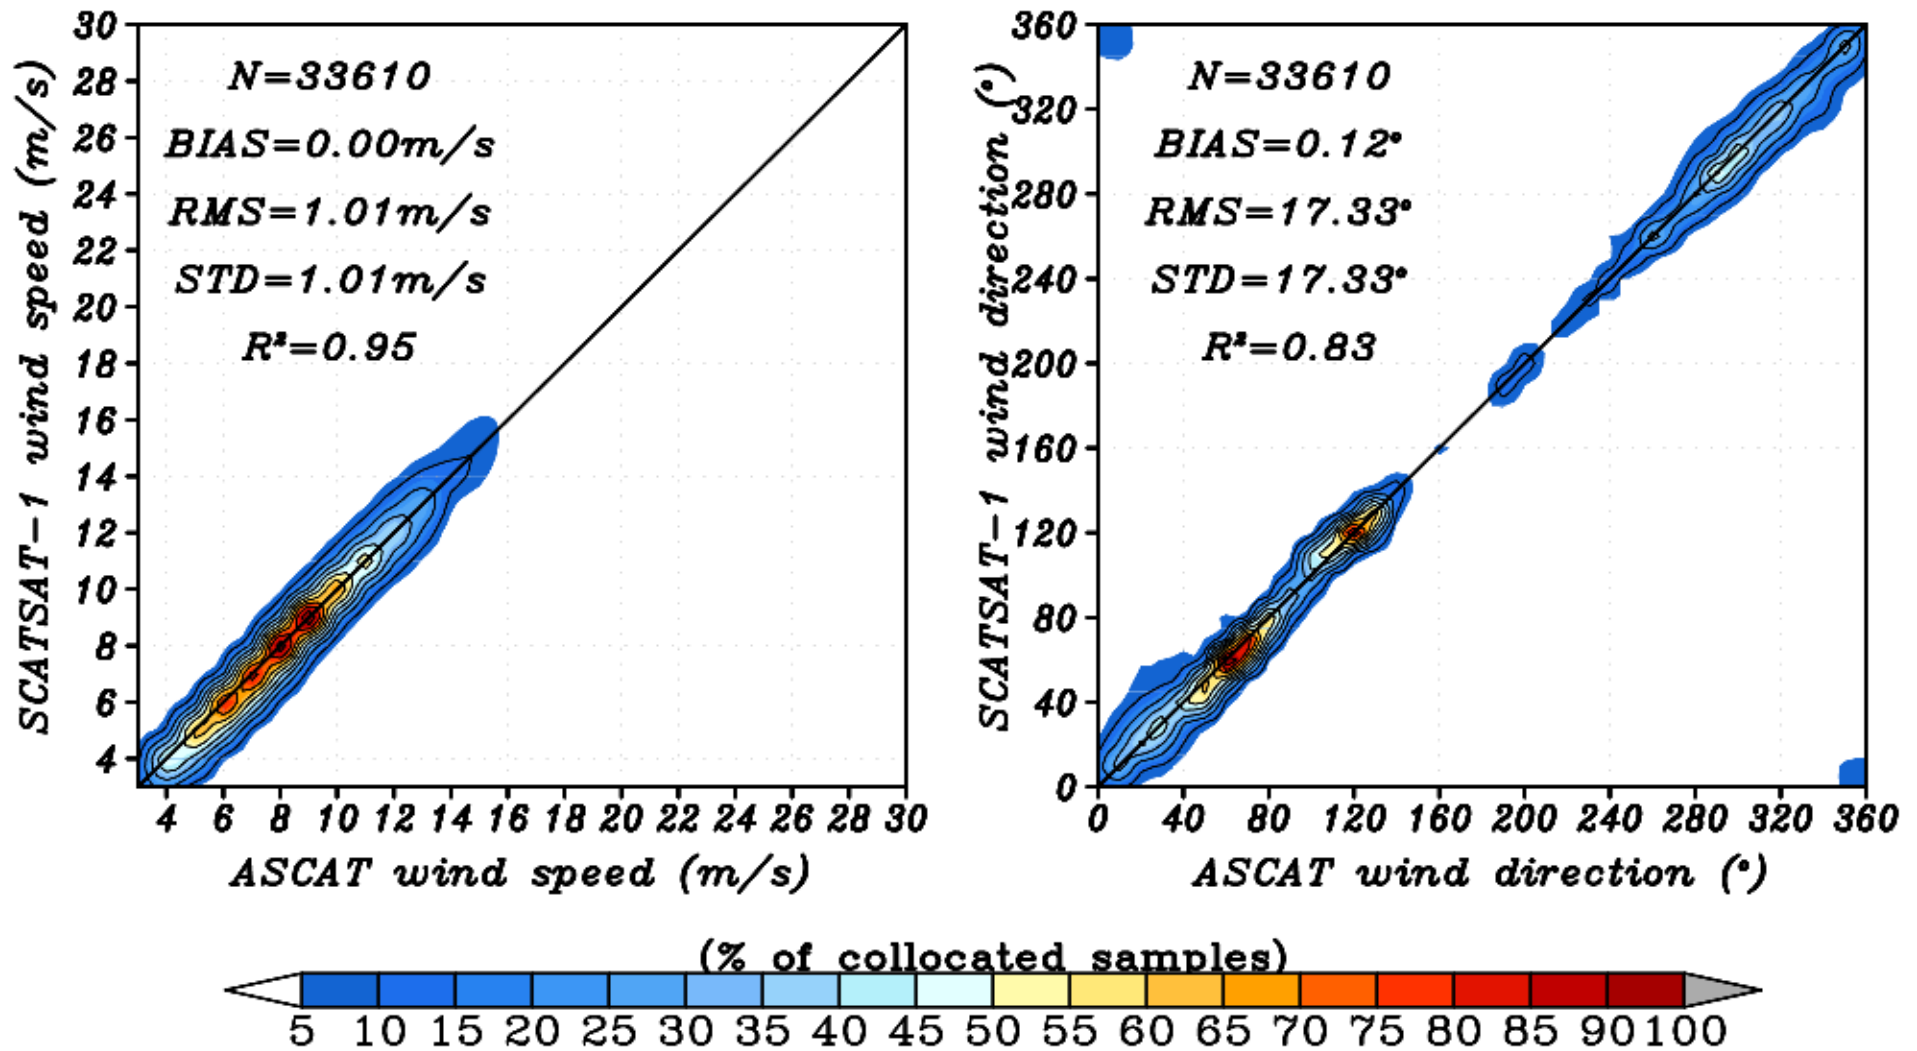 N=33610
BIAS=0.00m/s
RMS=1.01m/s
STD=1.01m/s
R²=0.95
30
28
26
24
22
20
18
16
14
12
10
8
6
4
SCATSAT-1 wind speed (m/s)
4 6 8 10 12 14 16 18 20 22 24 26 28 30
ASCAT wind speed (m/s)
N=33610
BIAS=0.12°
RMS=17.33°
STD=17.33°
R²=0.83
360
320
280
240
200
160
120
80
40
0
SCATSAT-1 wind direction (°)
0 40 80 120 160 200 240 280 320 360
ASCAT wind direction (°)
(% of collocated samples)
5 10 15 20 25 30 35 40 45 50 55 60 65 70 75 80 85 90 100